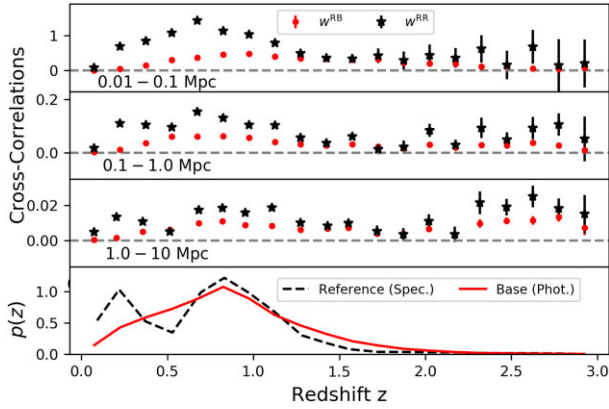 w^RB w^RR
1
0
0.01 − 0.1 Mpc
0.2
0.0
0.1 − 1.0 Mpc
0.02
0.00
1.0 − 10 Mpc
Cross-Correlations
1.0
0.5
0.0
p(z)
Reference (Spec.) Base (Phot.)
0.0 0.5 1.0 1.5 2.0 2.5 3.0
Redshift z